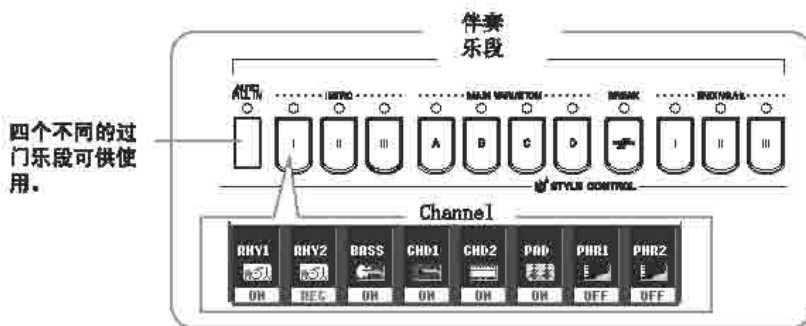 伴奏
乐段
AUTO
FILL IN
INTRO
MAIN VARIATION
BREAK
ENDING/rit.
四个不同的过
门乐段可供使
用。
I
II
III
A
B
C
D
I
II
III
STYLE CONTROL
Channel
RHY1
RHY2
BASS
CHD1
CHD2
PAD
PHR1
PHR2
ON
REC
ON
ON
ON
ON
OFF
OFF